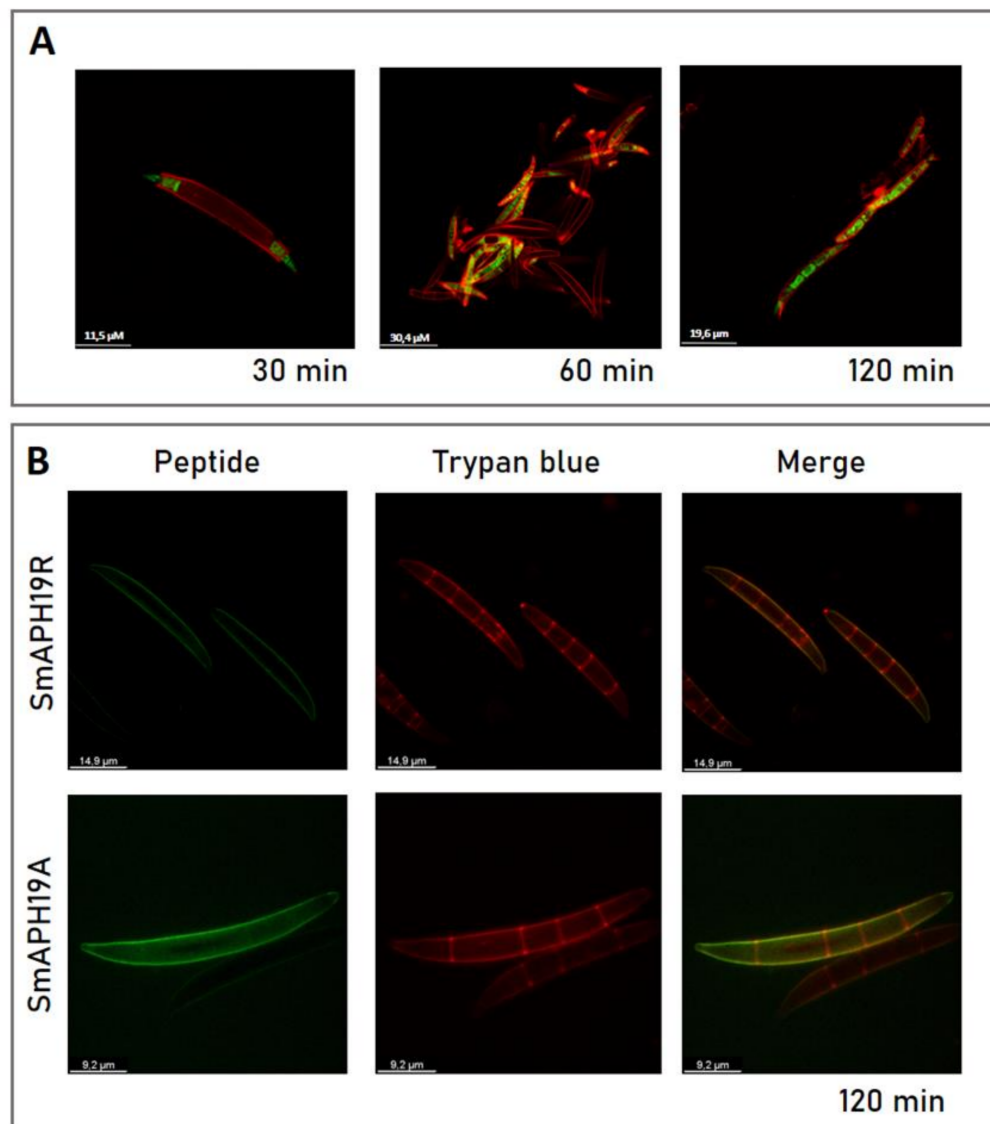 A
11,5 µM
30,4 µM
19,6 µm
30 min
60 min
120 min
B
Peptide
Trypan blue
Merge
SmAPH19R
14,9 µm
14,9 µm
14,9 µm
SmAPH19A
9,2 µm
9,2 µm
9,2 µm
120 min